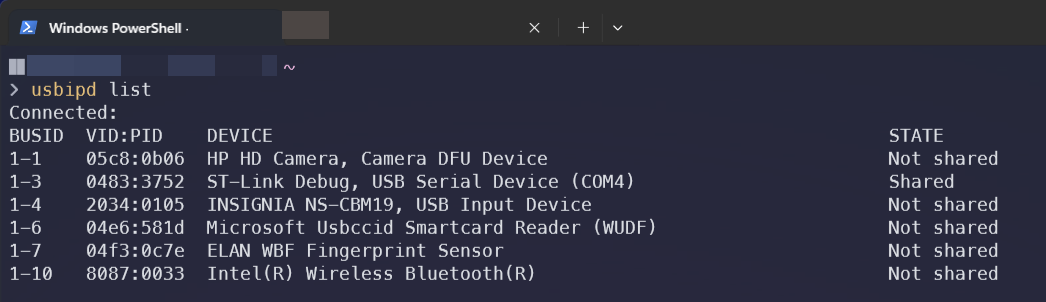 Windows PowerShell ·
~
❯ usbipd list
Connected:
BUSID  VID:PID    DEVICE                                                        STATE
1-1    05c8:0b06  HP HD Camera, Camera DFU Device                               Not shared
1-3    0483:3752  ST-Link Debug, USB Serial Device (COM4)                       Shared
1-4    2034:0105  INSIGNIA NS-CBM19, USB Input Device                           Not shared
1-6    04e6:581d  Microsoft Usbccid Smartcard Reader (WUDF)                     Not shared
1-7    04f3:0c7e  ELAN WBF Fingerprint Sensor                                   Not shared
1-10   8087:0033  Intel(R) Wireless Bluetooth(R)                                Not shared